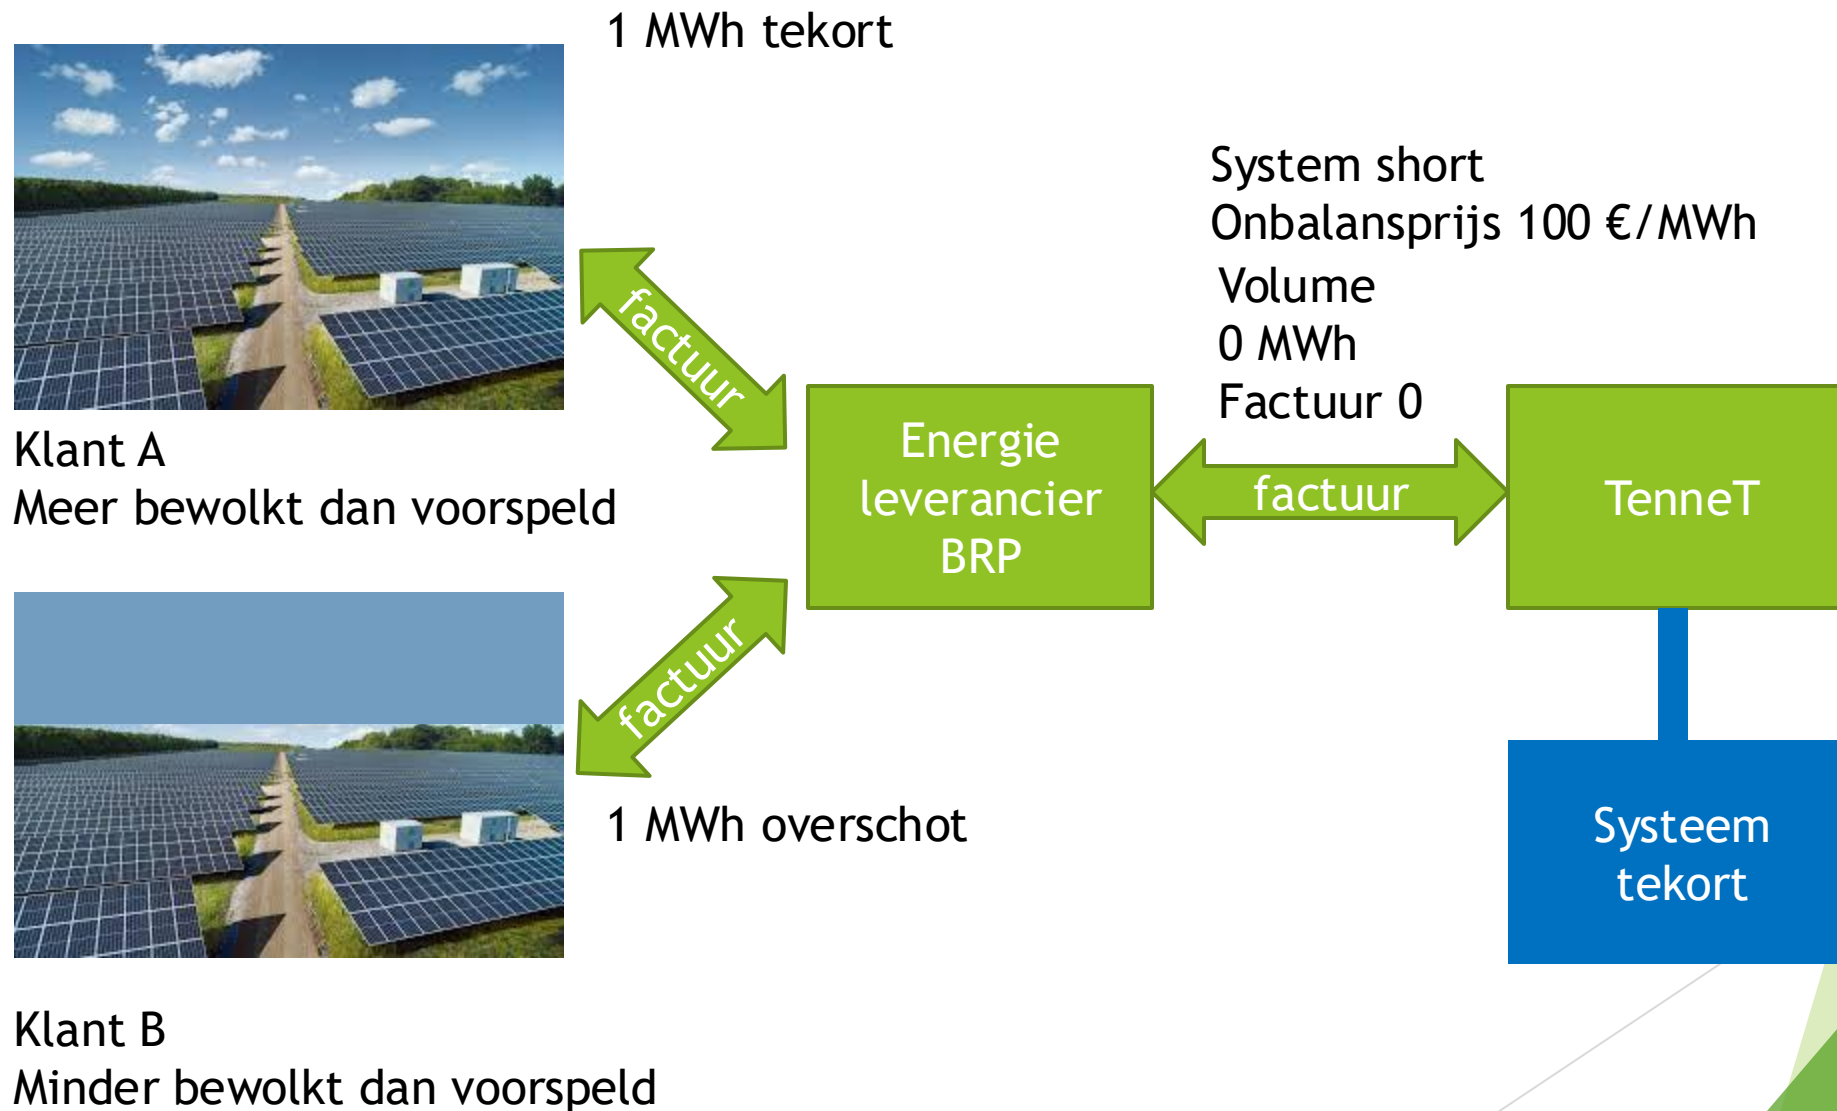 1 MWh tekort
System short
Onbalansprijs 100 €/MWh
Volume
0 MWh
Factuur 0
factuur
Klant A
Meer bewolkt dan voorspeld
Energie
leverancier
BRP
factuur
TenneT
factuur
1 MWh overschot
Systeem
tekort
Klant B
Minder bewolkt dan voorspeld